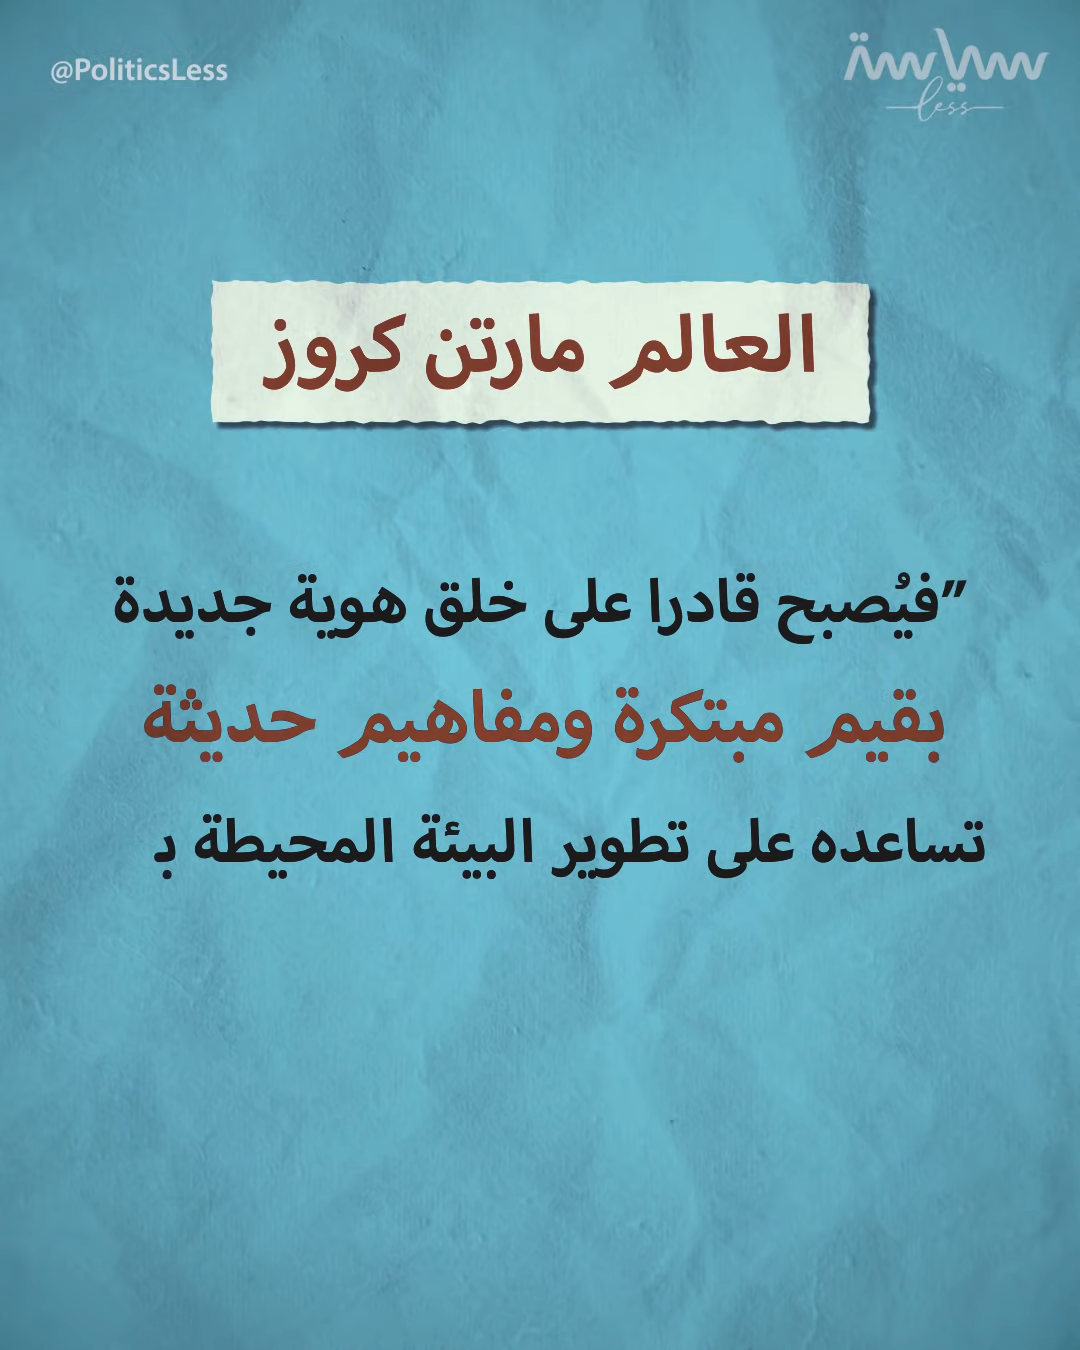 @PoliticsLess
سياسة
less
العالم مارتن كروز
"فيُصبح قادرا على خلق هوية جديدة
بقيم مبتكرة ومفاهيم حديثة
تساعده على تطوير البيئة المحيطة بـ